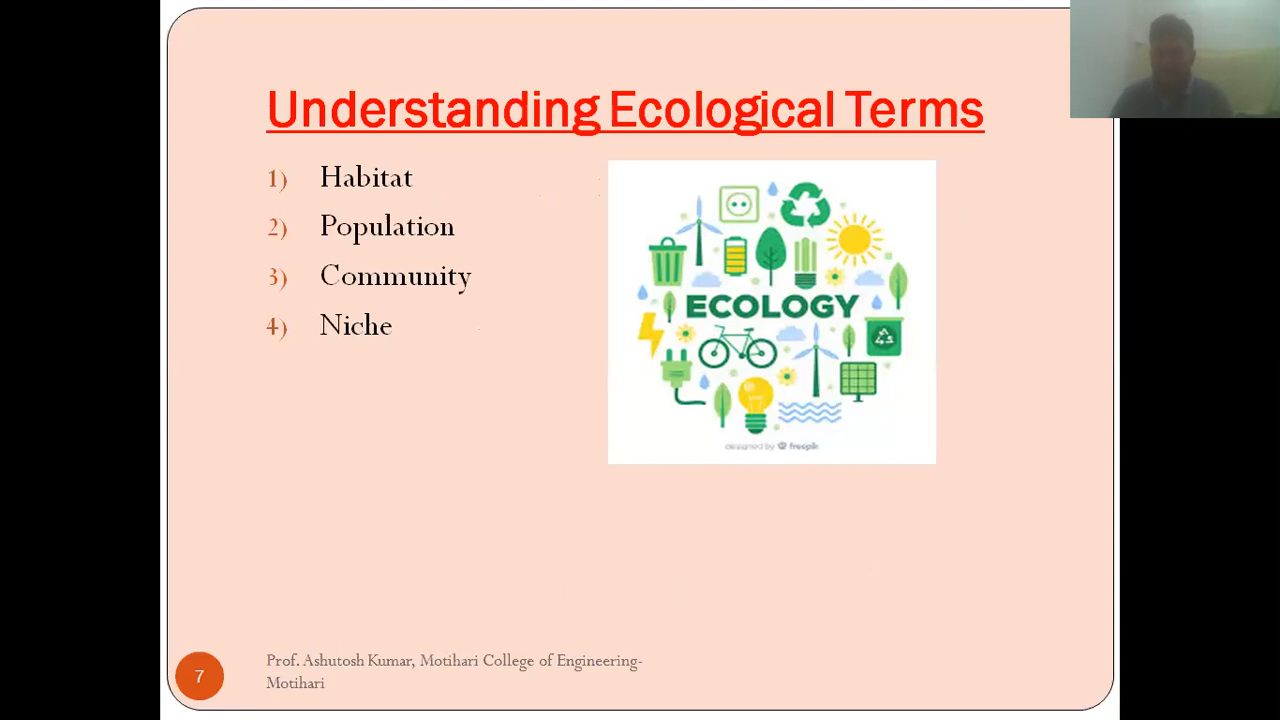 Understanding Ecological Terms
1) Habitat
2) Population
3) Community
4) Niche
ECOLOGY
designed by freepik
Prof. Ashutosh Kumar, Motihari College of Engineering-
Motihari
7